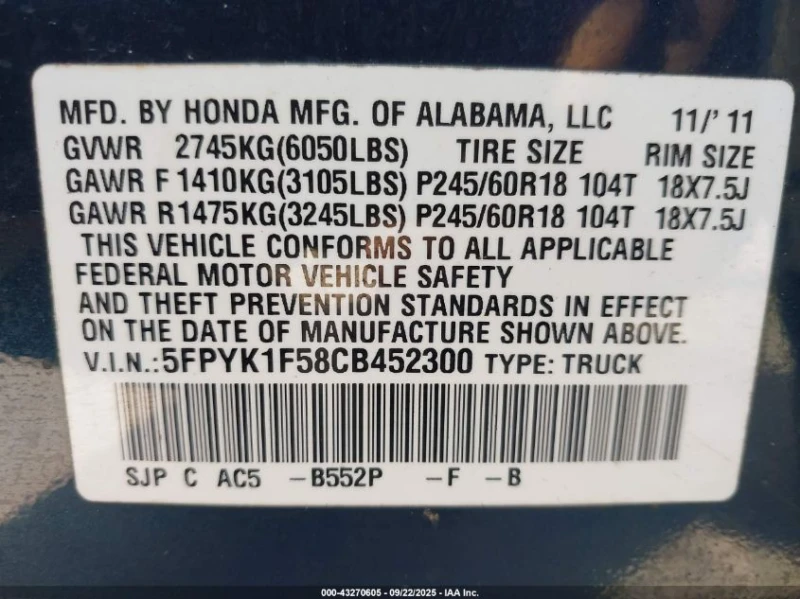 MFD. BY HONDA MFG. OF ALABAMA, LLC 11/'11
GVWR 2745KG(6050LBS) TIRE SIZE RIM SIZE
GAWR F 1410KG(3105LBS) P245/60R18 104T 18X7.5J
GAWR R1475KG(3245LBS) P245/60R18 104T 18X7.5J
THIS VEHICLE CONFORMS TO ALL APPLICABLE
FEDERAL MOTOR VEHICLE SAFETY
AND THEFT PREVENTION STANDARDS IN EFFECT
ON THE DATE OF MANUFACTURE SHOWN ABOVE.
V.I.N.:5FPYK1F58CB452300 TYPE: TRUCK
SJP C AC5 -B552P -F -B
000-43270605 - 09/22/2025 - IAA Inc.